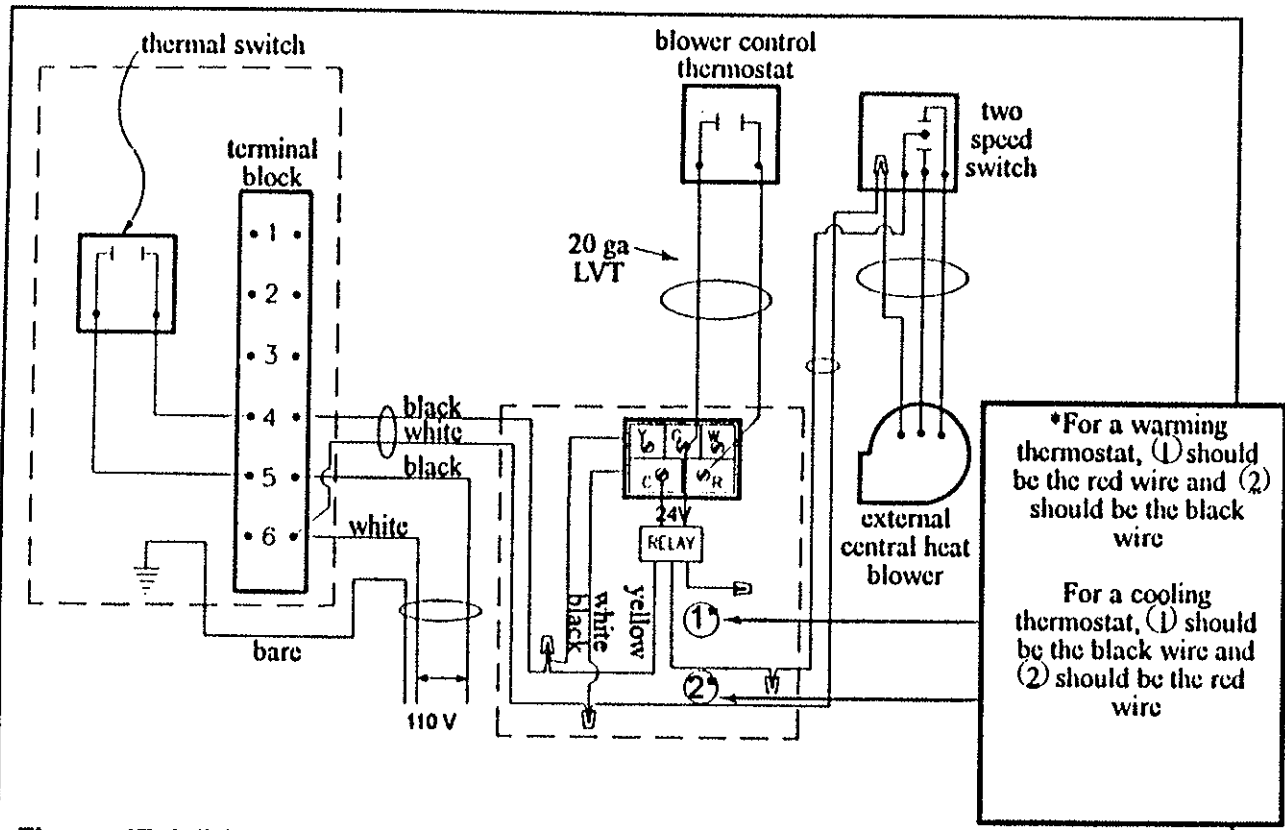 thermal switch
terminal
block
1
2
3
4
5
6
black
white
black
white
bare
110 V
blower control
thermostat
20 ga
LVT
two
speed
switch
Y G W
C R
24V
RELAY
black
white
yellow
1*
2*
external
central heat
blower
*For a warming
thermostat, (1) should
be the red wire and (2)
should be the black
wire
For a cooling
thermostat, (1) should
be the black wire and
(2) should be the red
wire